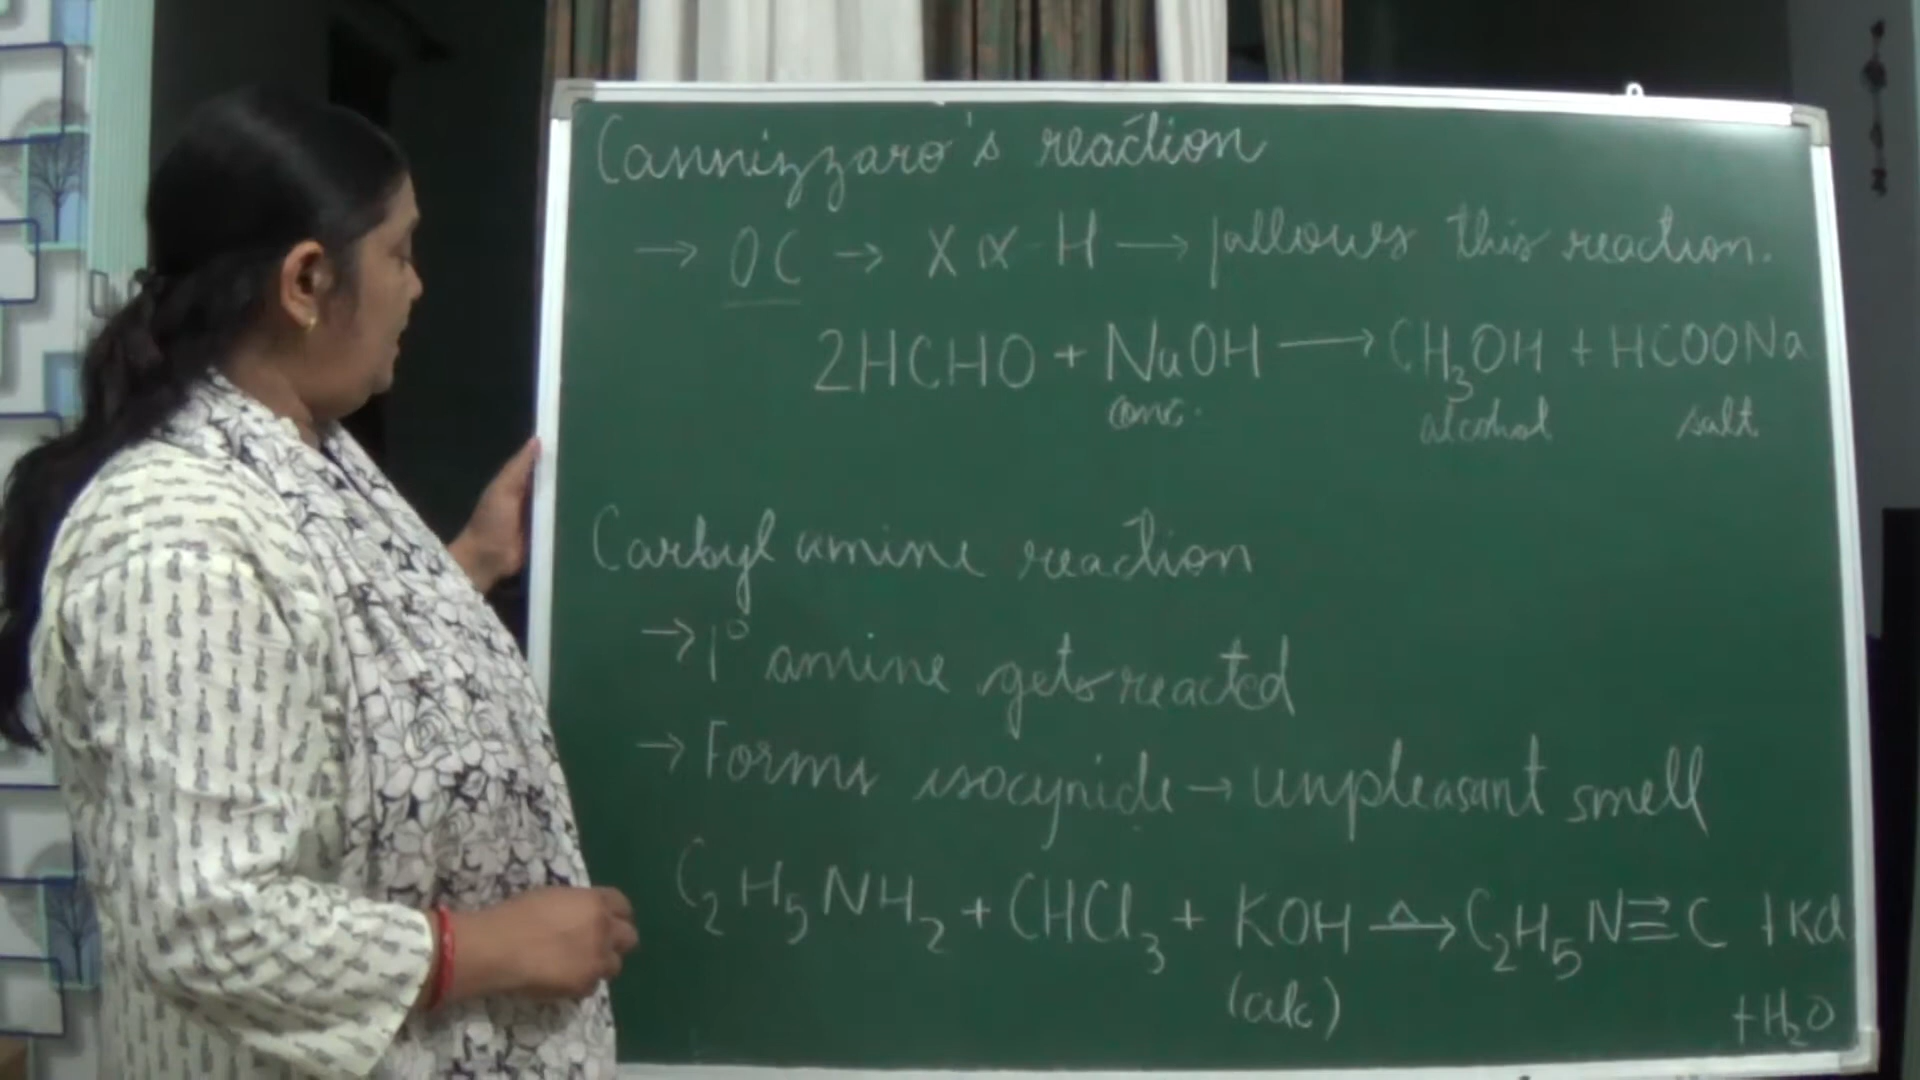 Cannizzaro's reaction
→ OC → X α - H → follows this reaction.
2HCHO + NaOH → CH₃OH + HCOONa
conc. alcohol salt
Carbyl amine reaction
→ 1° amine gets reacted
→ Forms isocynide → unpleasant smell
C₂H₅NH₂ + CHCl₃ + KOH △→ C₂H₅N≡C + KCl
(alc) + H₂O